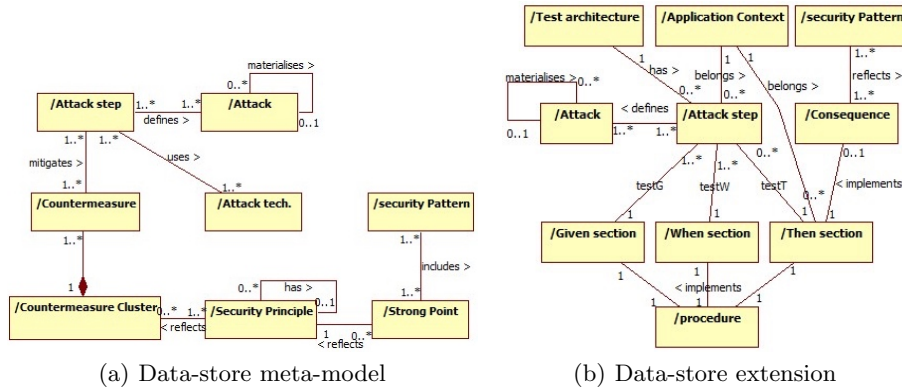 materialises >
0..*
/Attack step
1..*
1..*
/Attack
defines >
0..1
1..*
1..*
mitigates >
uses >
1..*
1..*
/Countermeasure
/Attack tech.
/security Pattern
1..*
1..*
includes >
has >
0..*
1
0..1
1..*
/Countermeasure Cluster
0..*
1..*
/Security Principle
/Strong Point
< reflects
1
0..*
< reflects
(a) Data-store meta-model
/Test architecture
/Application Context
/security Pattern
1
1
1
1..*
has >
belongs >
reflects >
materialises >
0..*
belongs >
0..*
0..*
1..*
< defines
/Attack
/Attack step
/Consequence
0..1
1..*
1..*
1..*
1..*
0..*
0..1
testG
testW
testT
< implements
0..*
1
1
1
1
1
/Given section
/When section
/Then section
1
1
1
< implements
1
1
1
/procedure
(b) Data-store extension